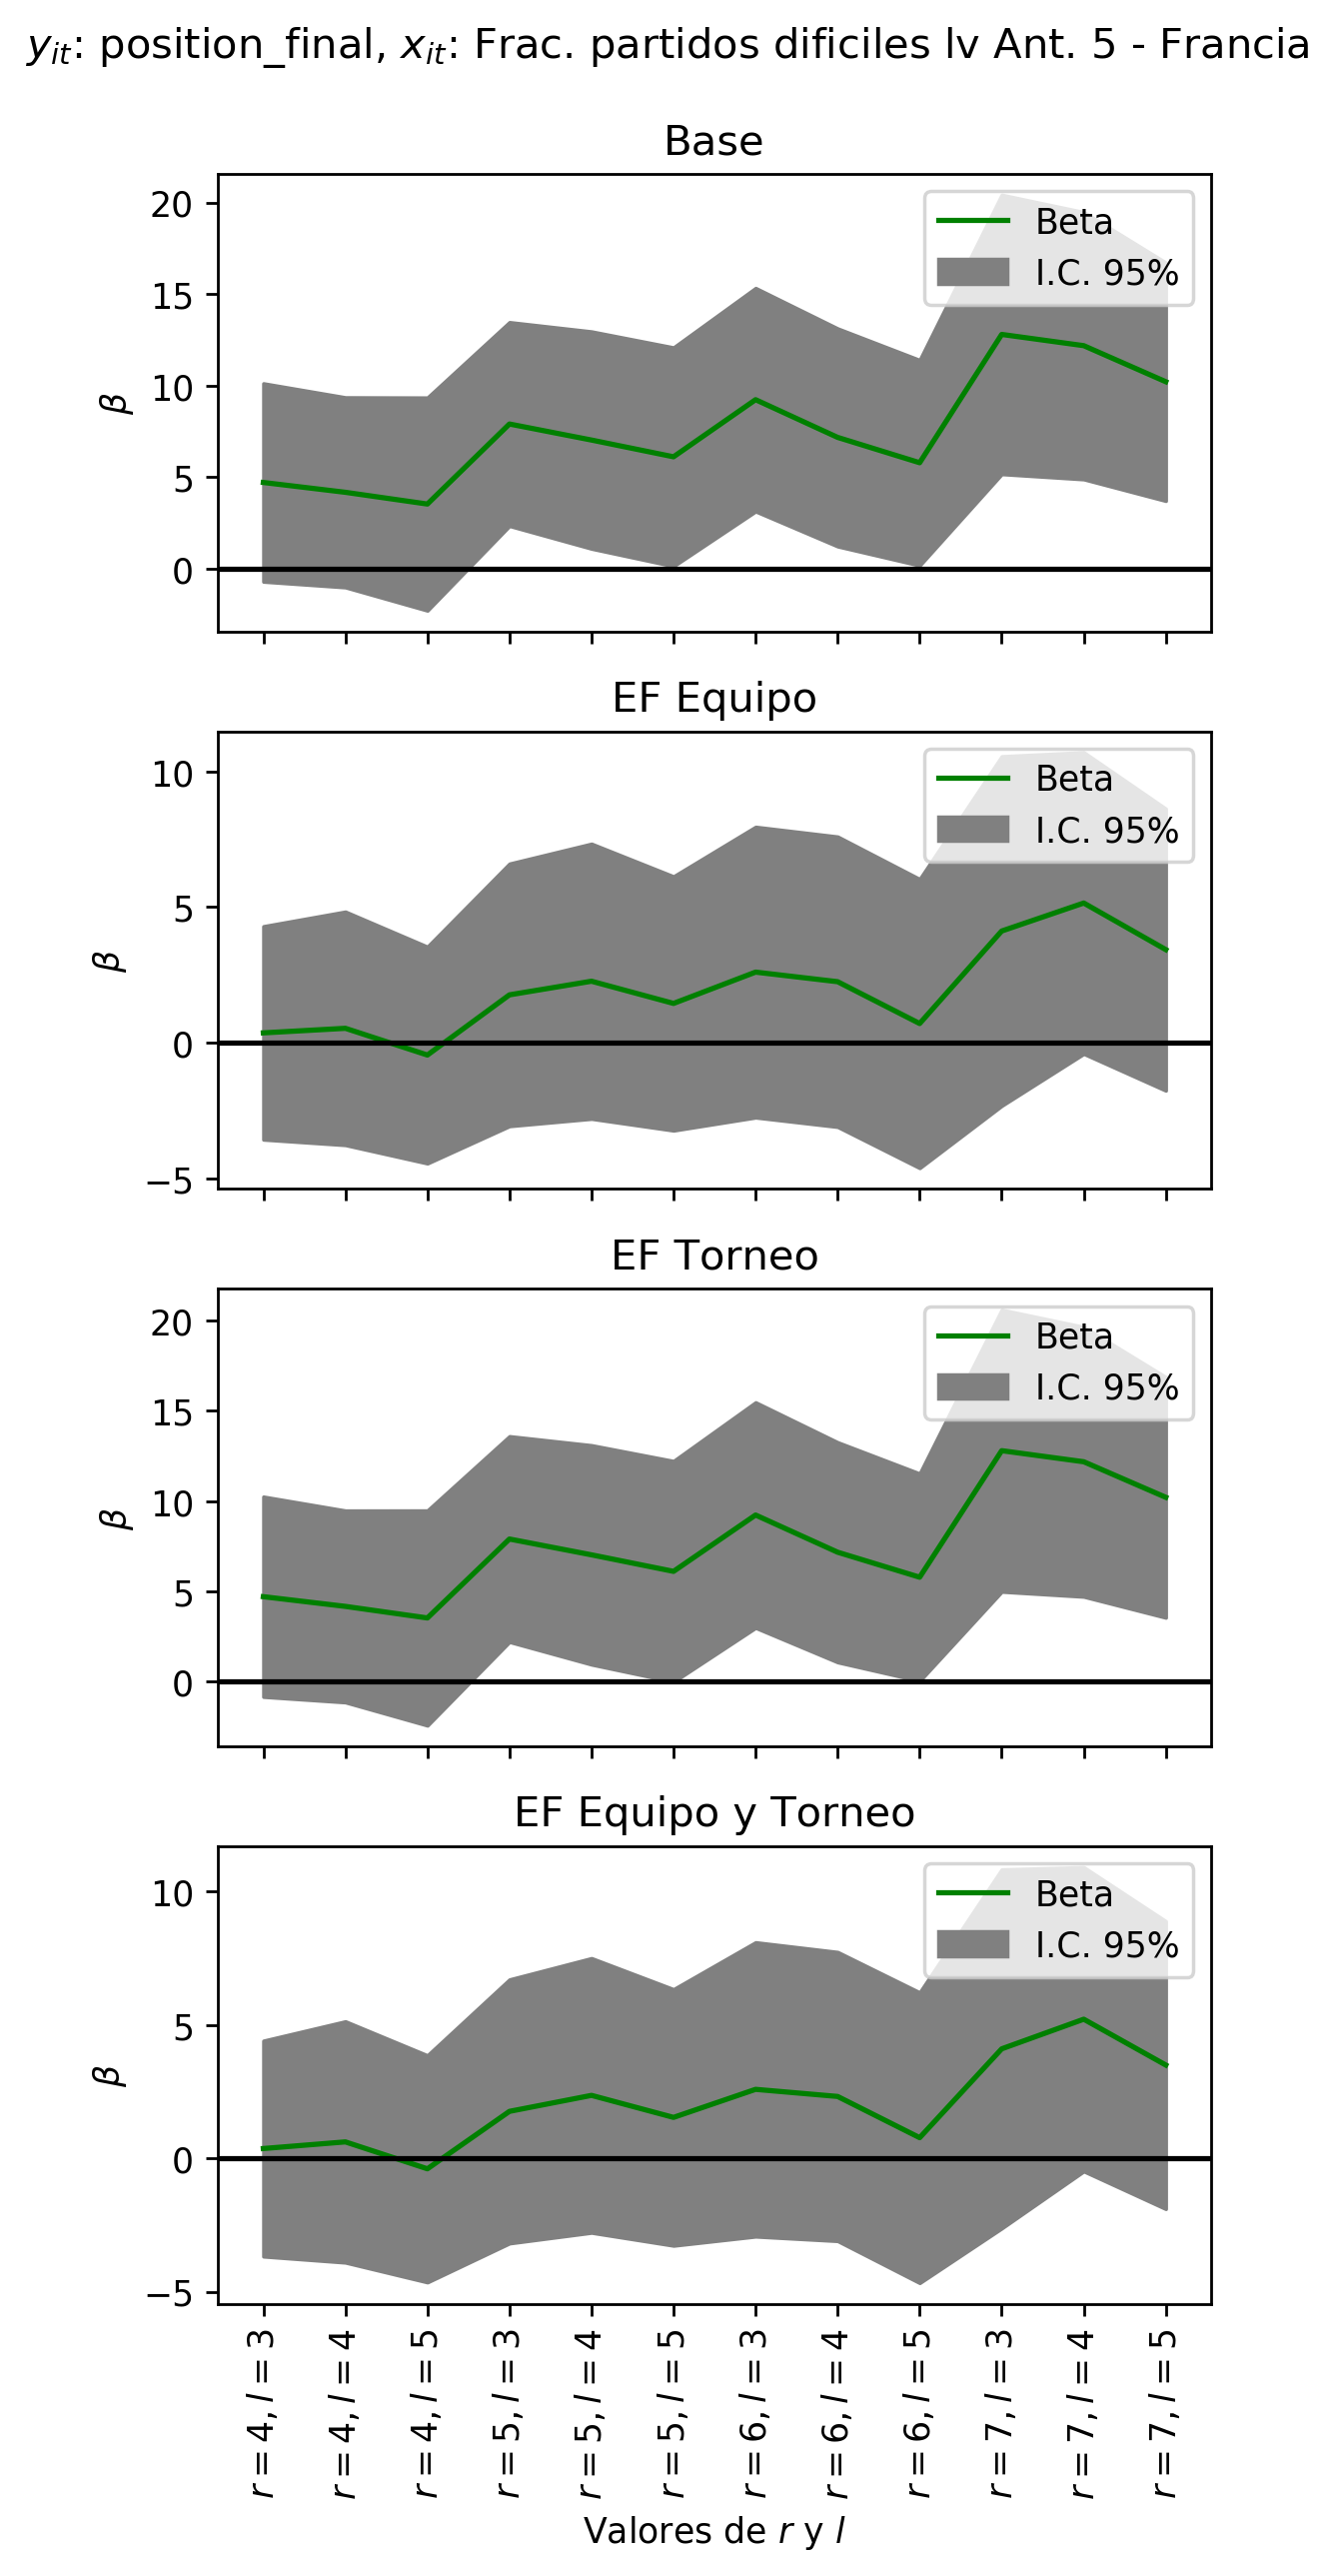 y_it: position_final, x_it: Frac. partidos dificiles lv Ant. 5 - Francia
Base
20
15
10
5
0
β
Beta
I.C. 95%
EF Equipo
10
5
0
−5
β
Beta
I.C. 95%
EF Torneo
20
15
10
5
0
β
Beta
I.C. 95%
EF Equipo y Torneo
10
5
0
−5
β
Beta
I.C. 95%
r = 4, l = 3
r = 4, l = 4
r = 4, l = 5
r = 5, l = 3
r = 5, l = 4
r = 5, l = 5
r = 6, l = 3
r = 6, l = 4
r = 6, l = 5
r = 7, l = 3
r = 7, l = 4
r = 7, l = 5
Valores de r y l